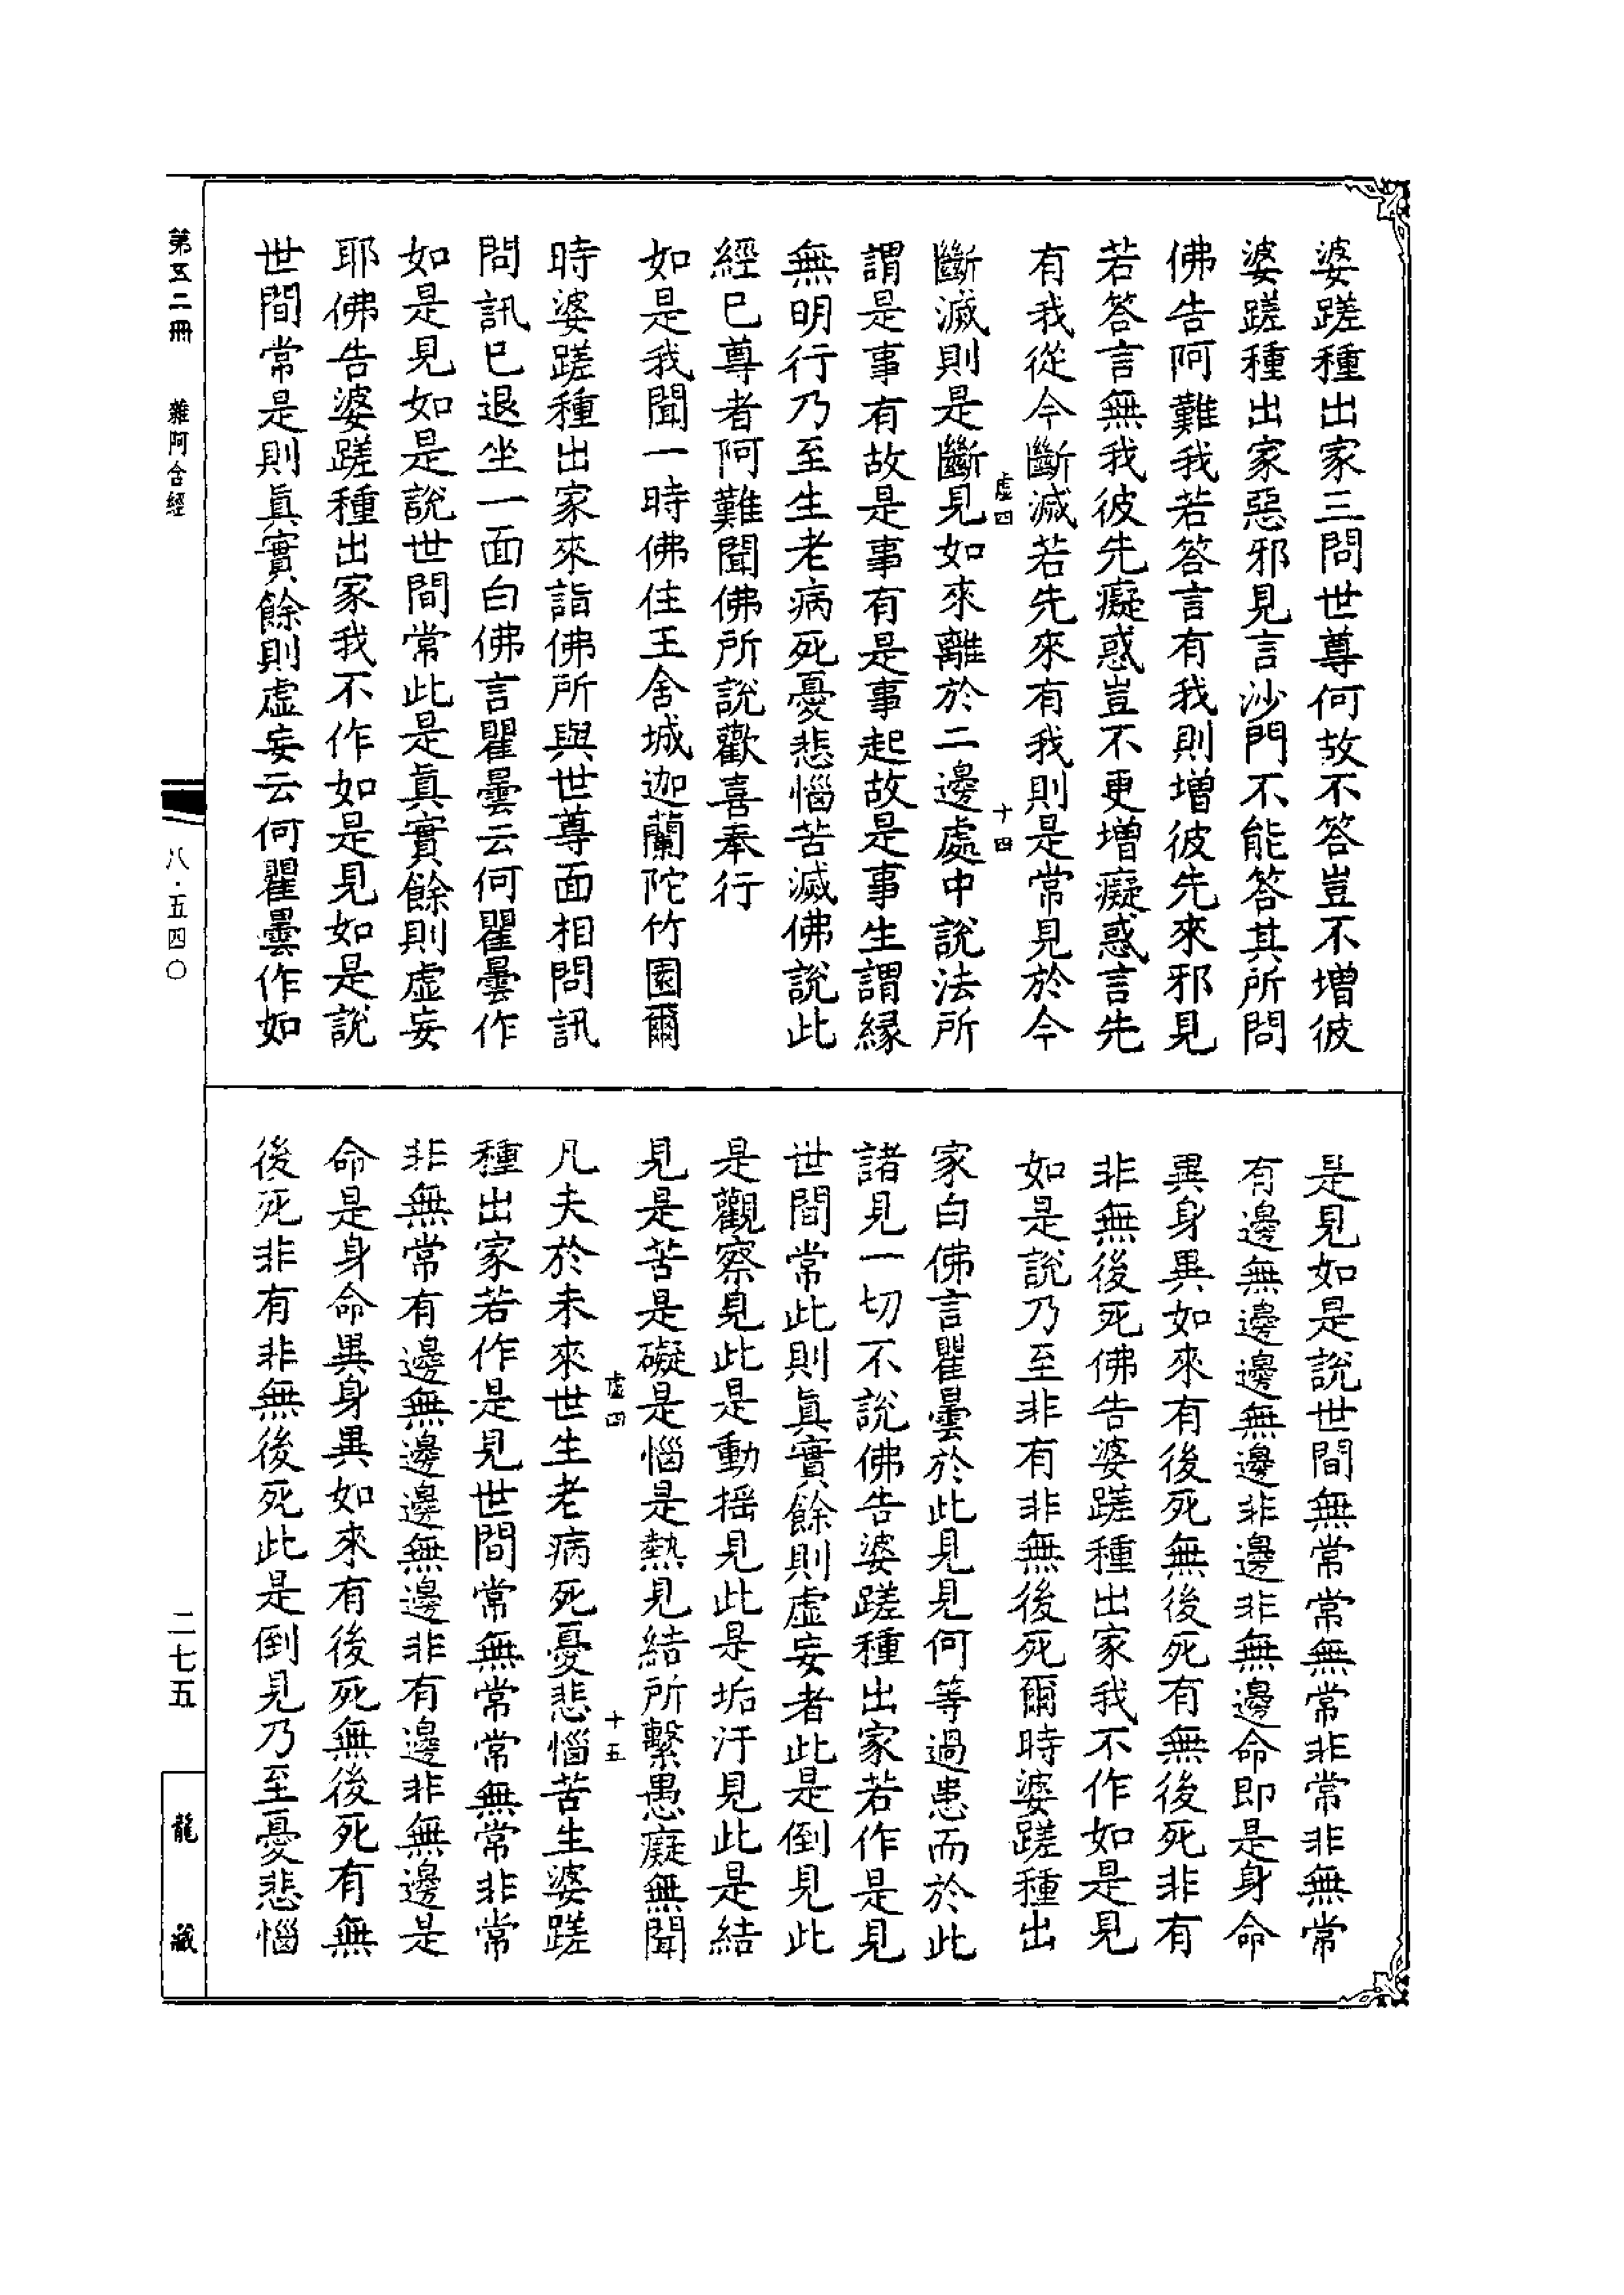 婆蹉種出家三問世尊何故不答豈不增彼
婆蹉種出家惡邪見言沙門不能答其所問
佛告阿難我若答言有我則增彼先來邪見
若答言無我彼先癡惑豈不更增癡惑言先
有我從今斷滅若先來有我則是常見於今
虛四
十四
斷滅則是斷見如來離於二邊處中說法所
謂是事有故是事有是事起故是事生謂緣
無明行乃至生老病死憂悲惱苦滅佛說此
經已尊者阿難聞佛所說歡喜奉行
如是我聞一時佛住王舍城迦蘭陀竹園爾
時婆蹉種出家來詣佛所與世尊面相問訊
問訊已退坐一面白佛言瞿曇云何瞿曇作
如是見如是說世間常此是眞實餘則虛妄
耶佛告婆蹉種出家我不作如是見如是說
世間常是則眞實餘則虛妄云何瞿曇作如
是見如是說世間無常常無常非常非無常
有邊無邊邊無邊非邊非無邊命即是身命
異身異如來有後死無後死有無後死非有
非無後死佛告婆蹉種出家我不作如是見
如是說乃至非有非無後死爾時婆蹉種出
家白佛言瞿曇於此見見何等過患而於此
諸見一切不說佛告婆蹉種出家若作是見
世間常此則眞實餘則虛妄者此是倒見此
是觀察見此是動搖見此是垢汙見此是結
見是苦是礙是惱是熱見結所繫愚癡無聞
虛四
十五
凡夫於未來世生老病死憂悲惱苦生婆蹉
種出家若作是見世間常無常常無常非常
非無常有邊無邊邊無邊非有邊非無邊是
命是身命異身異如來有後死無後死有無
後死非有非無後死此是倒見乃至憂悲惱
第五二冊 雜阿含經
八·五四〇
二七五
龍藏